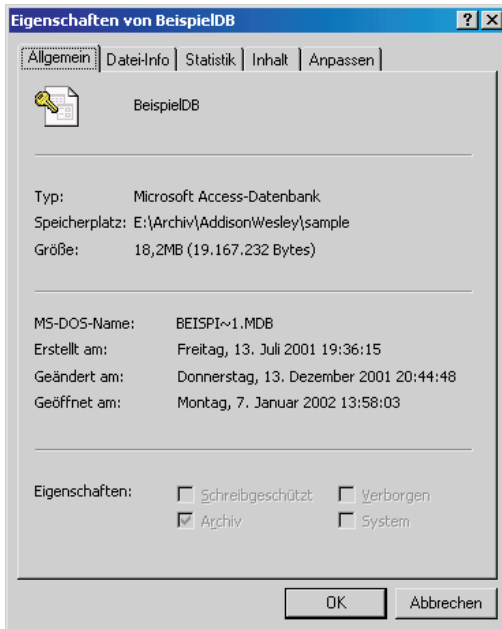 Eigenschaften von BeispielDB
Allgemein Datei-Info Statistik Inhalt Anpassen
BeispielDB
Typ: Microsoft Access-Datenbank
Speicherplatz: E:\Archiv\AddisonWesley\sample
Größe: 18,2MB (19.167.232 Bytes)
MS-DOS-Name: BEISPI~1.MDB
Erstellt am: Freitag, 13. Juli 2001 19:36:15
Geändert am: Donnerstag, 13. Dezember 2001 20:44:48
Geöffnet am: Montag, 7. Januar 2002 13:58:03
Eigenschaften: Schreibgeschützt Verborgen
Archiv System
OK Abbrechen